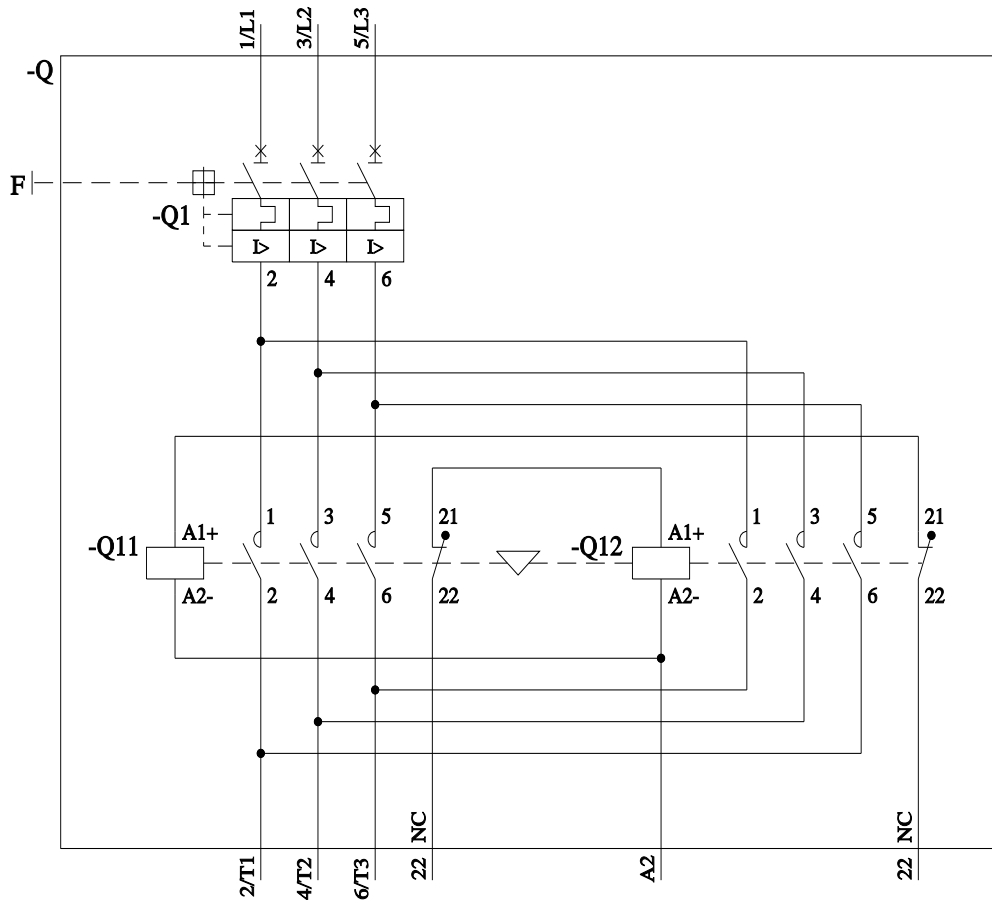 1/L1 3/L2 5/L3
-Q
F
-Q1
I> I> I>
2 4 6
1 3 5 21 1 3 5 21
-Q11 A1+ -Q12 A1+
A2- 2 4 6 22 A2- 2 4 6 22
NC NC
2/T1 4/T2 6/T3 22 A2 22